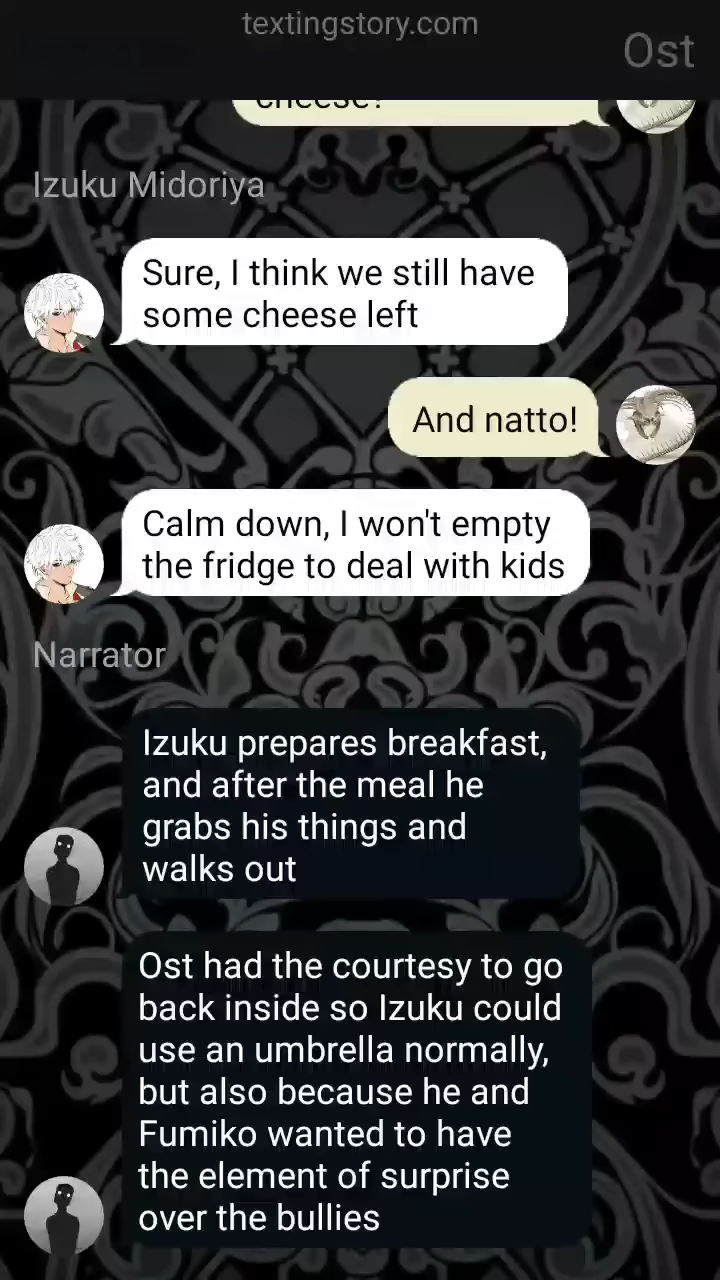 textingstory.com
Ost
cheese?
Izuku Midoriya
Sure, I think we still have
some cheese left
And natto!
Calm down, I won't empty
the fridge to deal with kids
Narrator
Izuku prepares breakfast,
and after the meal he
grabs his things and
walks out
Ost had the courtesy to go
back inside so Izuku could
use an umbrella normally,
but also because he and
Fumiko wanted to have
the element of surprise
over the bullies